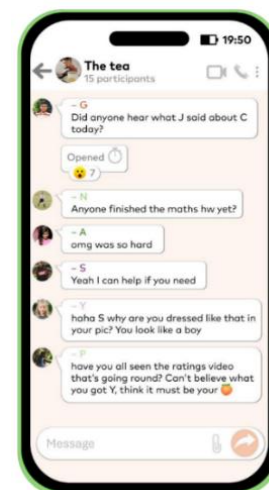 19:50
The tea
15 participants
– G
Did anyone hear what J said about C
today?
Opened
😮 7
– N
Anyone finished the maths hw yet?
– A
omg was so hard
– S
Yeah I can help if you need
– Y
haha S why are you dressed like that in
your pic? You look like a boy
– P
have you all seen the ratings video
that's going round? Can't believe what
you got Y, think it must be your 🍑
Message